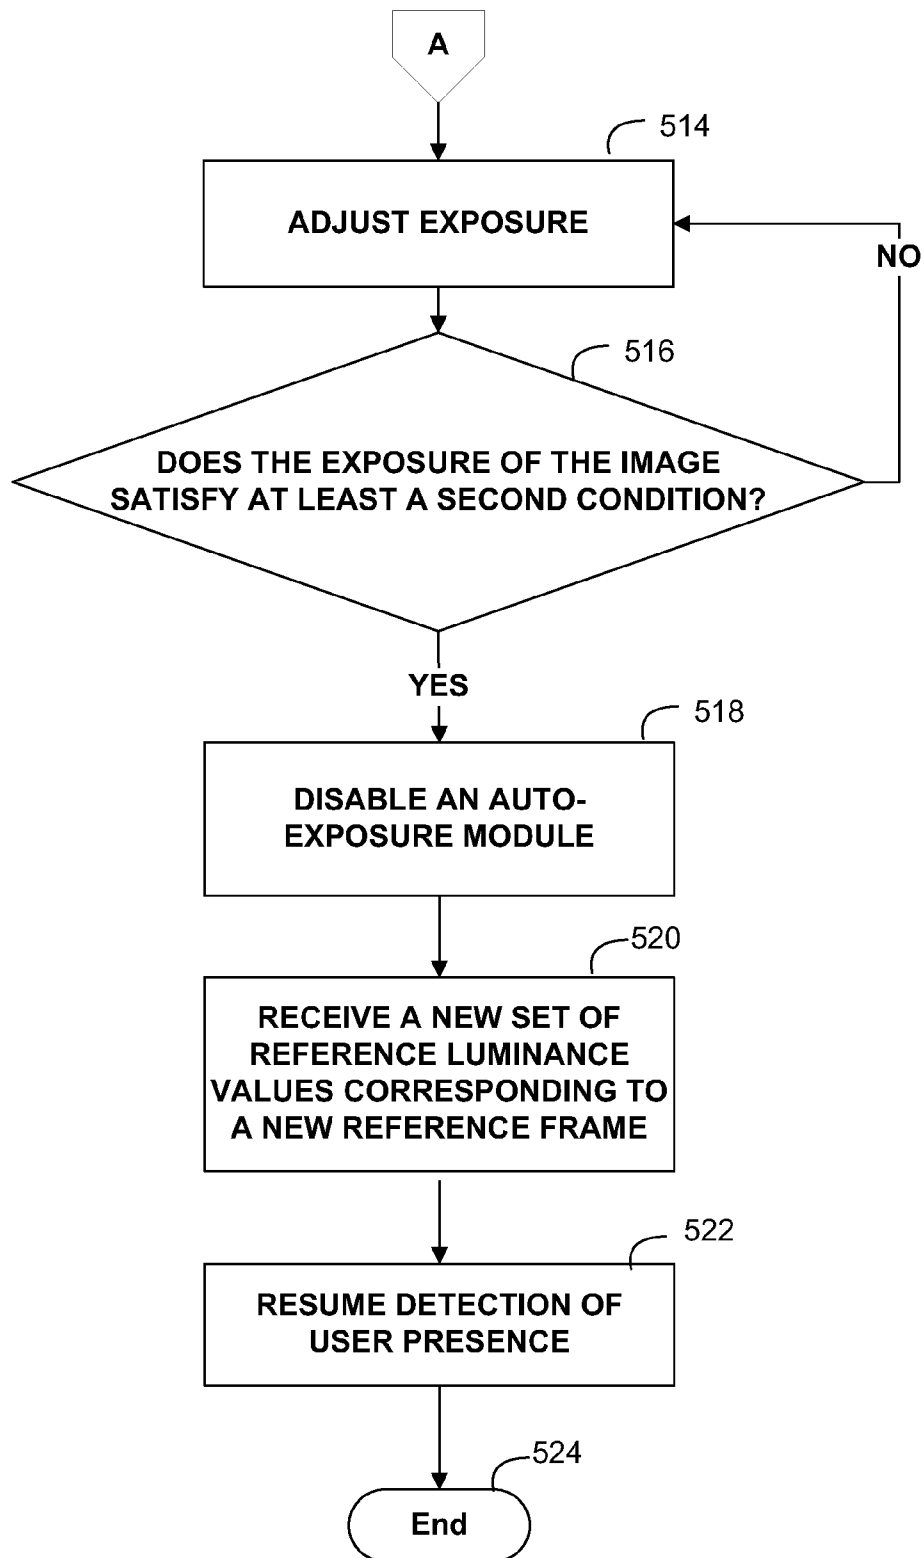 A
514
ADJUST EXPOSURE
NO
516
DOES THE EXPOSURE OF THE IMAGE
SATISFY AT LEAST A SECOND CONDITION?
YES
518
DISABLE AN AUTO-
EXPOSURE MODULE
520
RECEIVE A NEW SET OF
REFERENCE LUMINANCE
VALUES CORRESPONDING TO
A NEW REFERENCE FRAME
522
RESUME DETECTION OF
USER PRESENCE
524
End